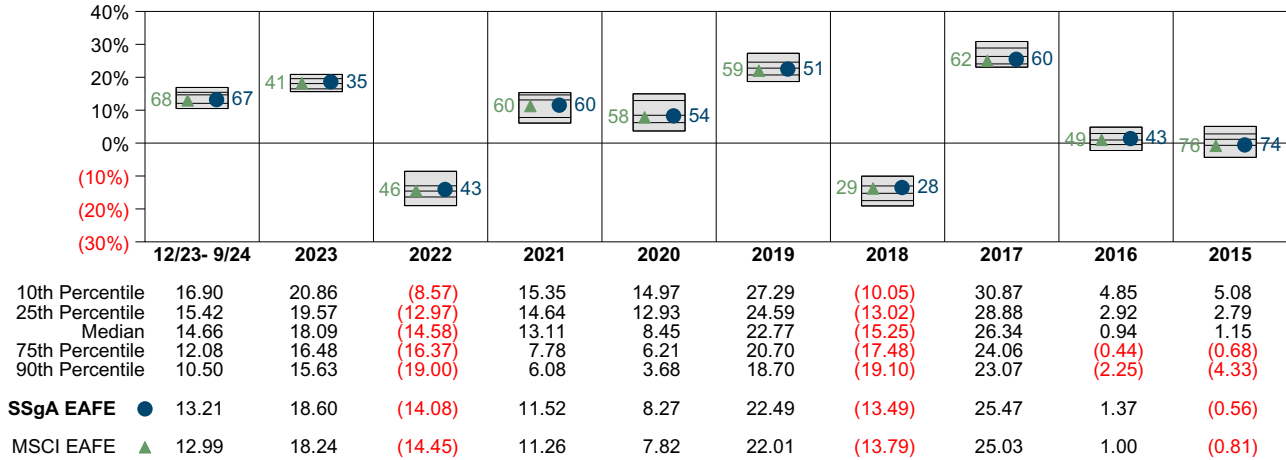 40%
30%
20%
10%
0%
(10%)
(20%)
(30%)
68 67
41 35
46 43
60 60
58 54
59 51
29 28
62 60
49 43
76 74
12/23- 9/24 2023 2022 2021 2020 2019 2018 2017 2016 2015
10th Percentile 16.90 20.86 (8.57) 15.35 14.97 27.29 (10.05) 30.87 4.85 5.08
25th Percentile 15.42 19.57 (12.97) 14.64 12.93 24.59 (13.02) 28.88 2.92 2.79
Median 14.66 18.09 (14.58) 13.11 8.45 22.77 (15.25) 26.34 0.94 1.15
75th Percentile 12.08 16.48 (16.37) 7.78 6.21 20.70 (17.48) 24.06 (0.44) (0.68)
90th Percentile 10.50 15.63 (19.00) 6.08 3.68 18.70 (19.10) 23.07 (2.25) (4.33)
SSgA EAFE 13.21 18.60 (14.08) 11.52 8.27 22.49 (13.49) 25.47 1.37 (0.56)
MSCI EAFE 12.99 18.24 (14.45) 11.26 7.82 22.01 (13.79) 25.03 1.00 (0.81)